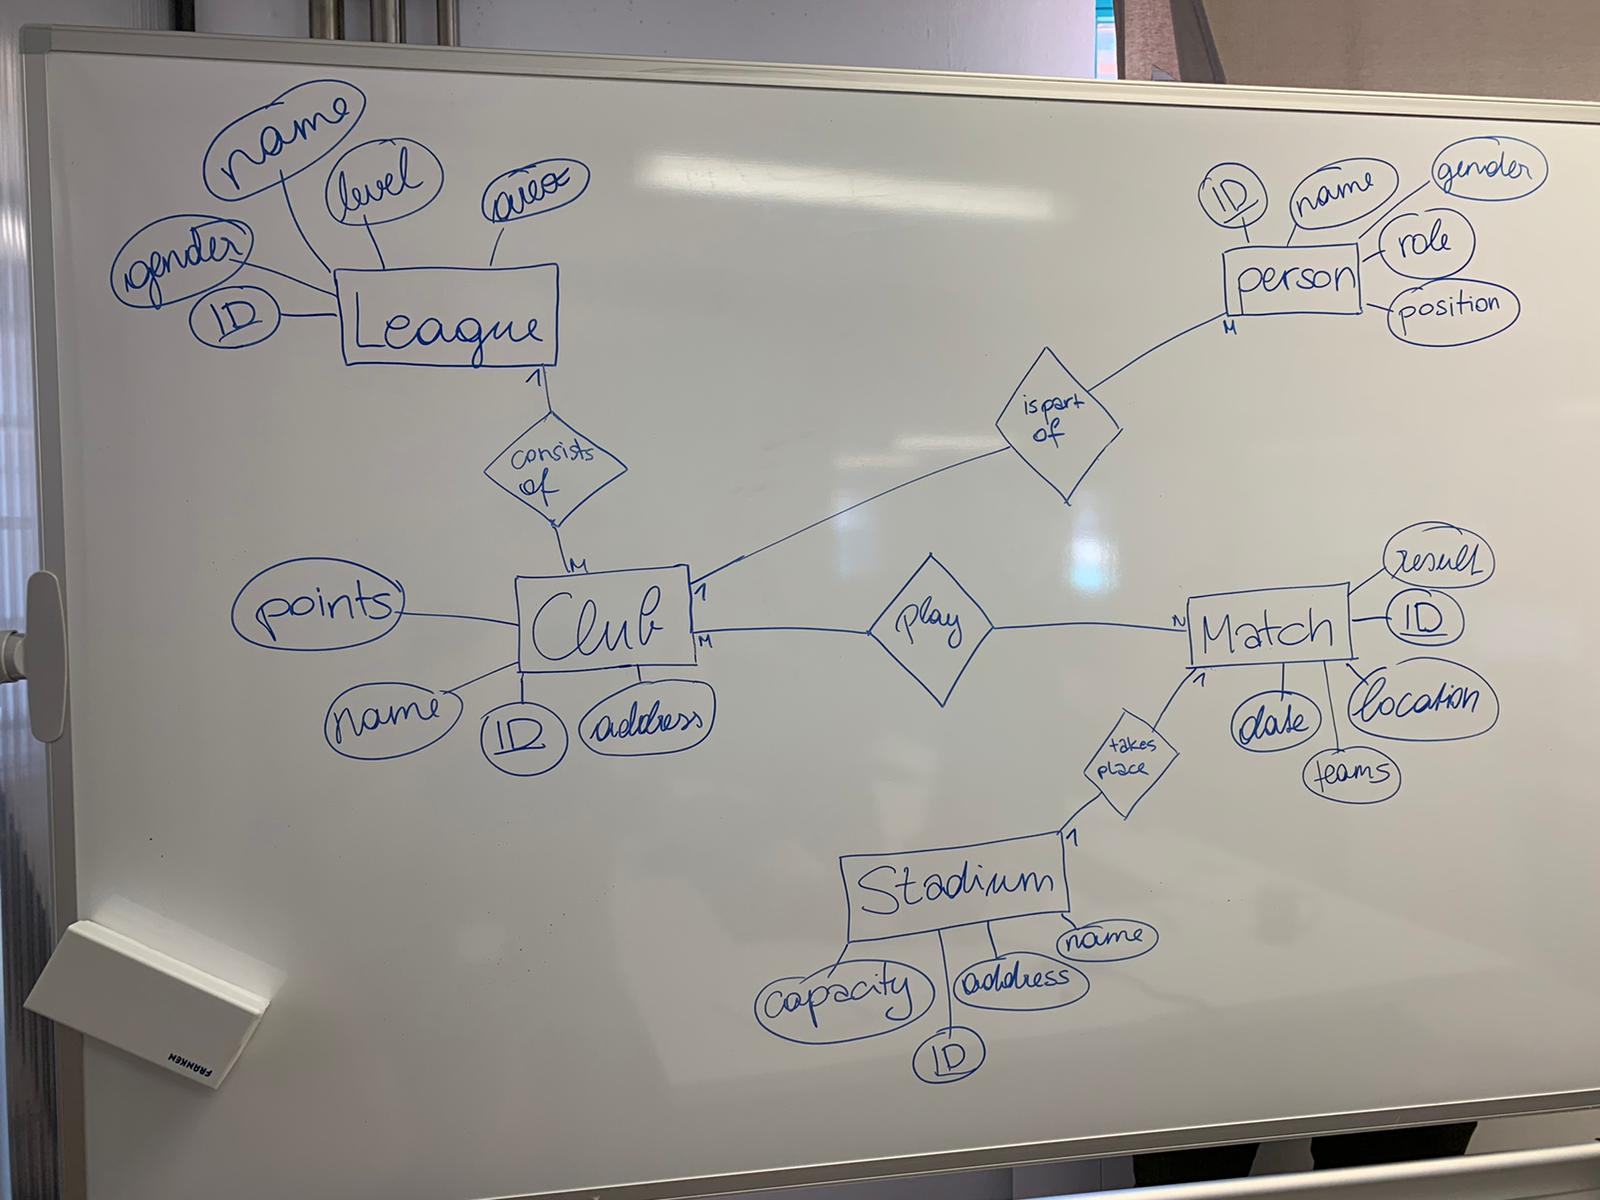 name
level
area
gender
ID
League
1
consists
of
M
ID
name
gender
role
position
person
M
is part
of
1
points
Club
M
name
ID
address
play
N
Match
result
ID
location
date
teams
1
takes
place
1
Stadium
name
address
capacity
ID
FRANKEN